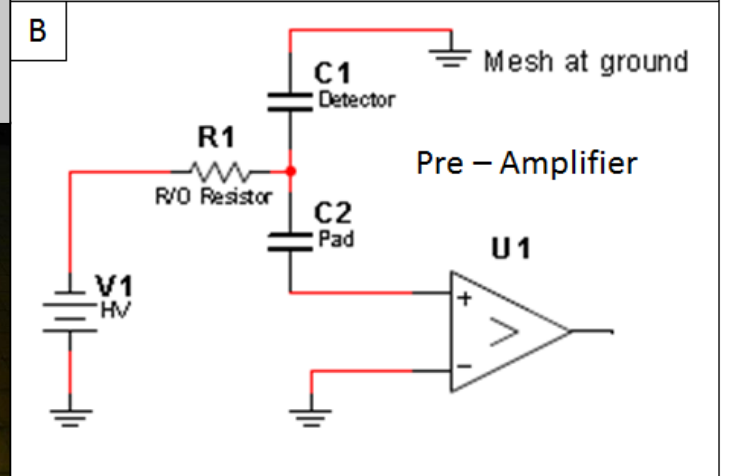 B
Mesh at ground
C1
Detector
R1
R/O Resistor
Pre – Amplifier
C2
Pad
U1
V1
HV
+
>
−